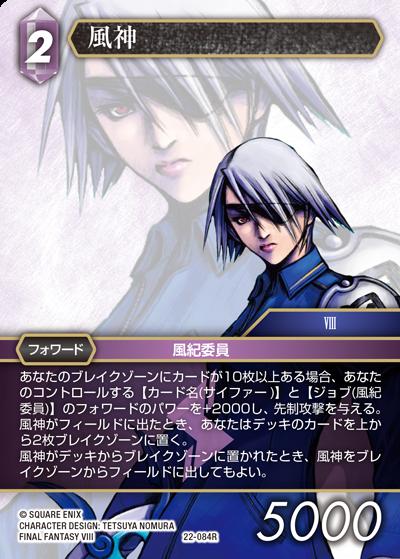 2
風神
VIII
フォワード
風紀委員
あなたのブレイクゾーンにカードが10枚以上ある場合、あなた
のコントロールする【カード名(サイファー)】と【ジョブ(風紀
委員)】のフォワードのパワーを+2000し、先制攻撃を与える。
風神がフィールドに出たとき、あなたはデッキのカードを上か
ら2枚ブレイクゾーンに置く。
風神がデッキからブレイクゾーンに置かれたとき、風神をブレ
イクゾーンからフィールドに出してもよい。
© SQUARE ENIX
CHARACTER DESIGN: TETSUYA NOMURA
FINAL FANTASY VIII
22-084R
5000